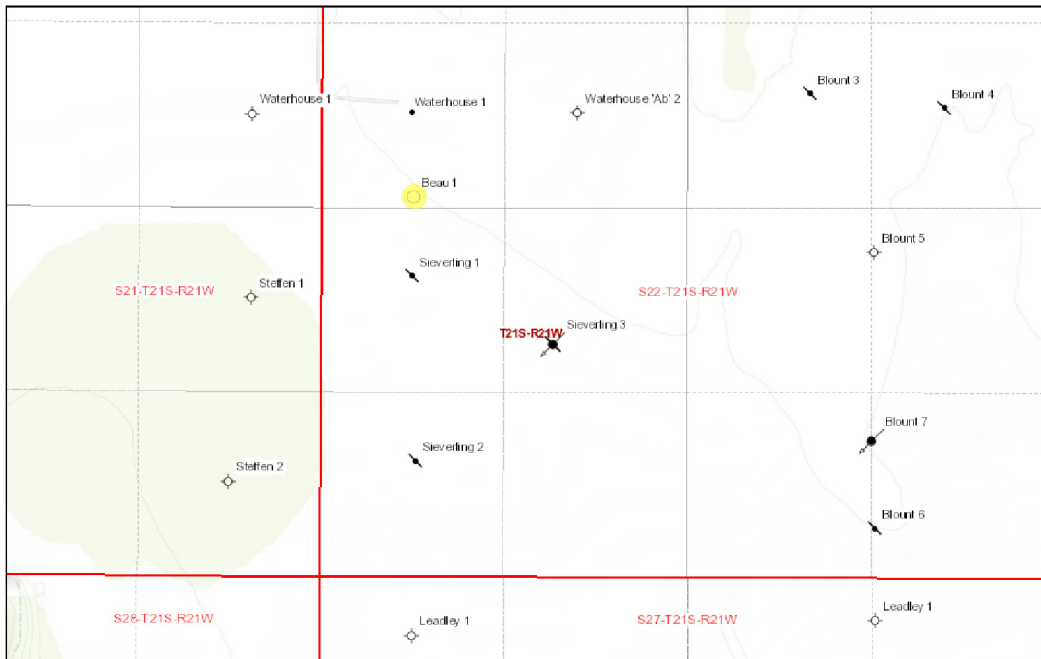 Blount 3
Blount 4
Waterhouse 1
Waterhouse 1
Waterhouse 'Ab' 2
Beau 1
Blount 5
Sieverling 1
Steffen 1
S21-T21S-R21W
S22-T21S-R21W
Sieverling 3
T21S-R21W
Blount 7
Sieverling 2
Steffen 2
Blount 6
Leadley 1
S28-T21S-R21W
Leadley 1
S27-T21S-R21W